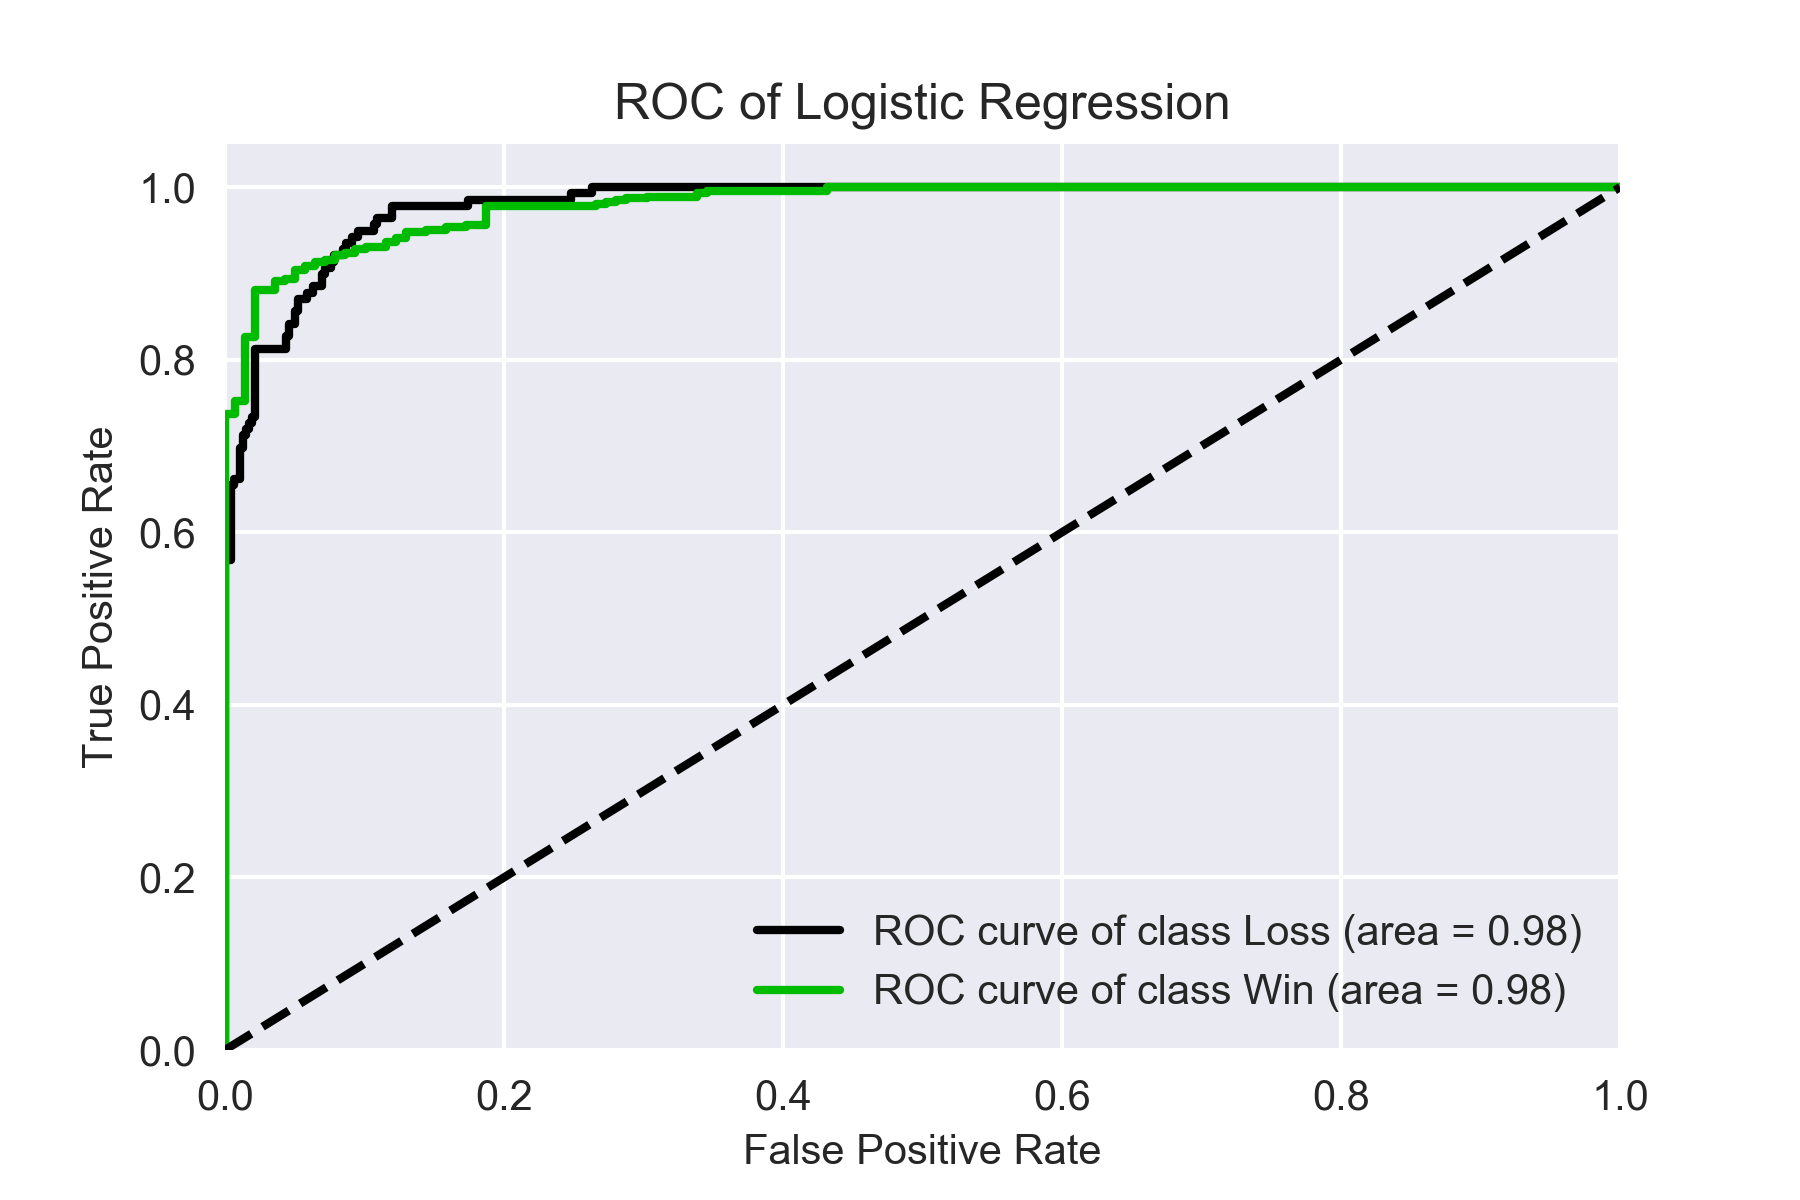 ROC of Logistic Regression
1.0
0.8
0.6
0.4
0.2
0.0
True Positive Rate
ROC curve of class Loss (area = 0.98)
ROC curve of class Win (area = 0.98)
0.0 0.2 0.4 0.6 0.8 1.0
False Positive Rate